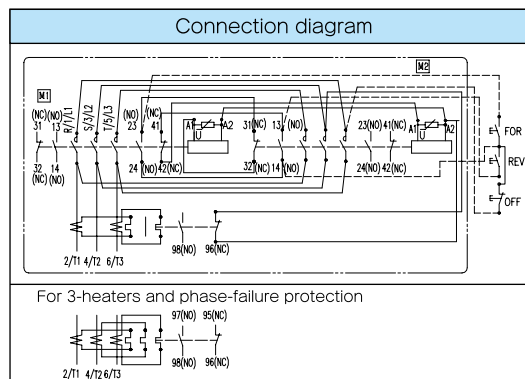 Connection diagram
M1 M2
(NC) (NO) R/1/L1 S/3/L2 T/5/L3 (NO) 23 41 (NC) A1 A2 31(NC) 13 (NO) 23(NO) 41(NC) A1 A2
31 13
U U
FOR
REV
32 14 24 (NO) 42(NC) 32 (NC) 14 (NO) 24(NO) 42(NC)
(NC) (NO)
OFF
2/T1 4/T2 6/T3 98(NO) 96(NC)
For 3-heaters and phase-failure protection
97(NO) 95(NC)
2/T1 4/T2 6/T3 98(NO) 96(NC)